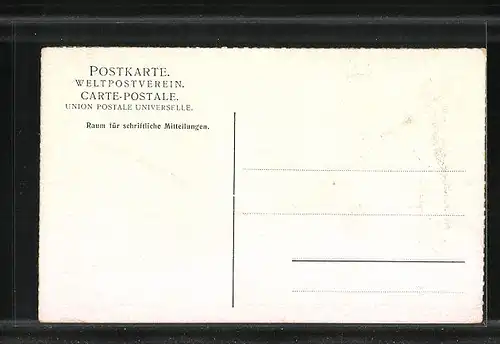 POSTKARTE.
WELTPOSTVEREIN.
CARTE-POSTALE.
UNION POSTALE UNIVERSELLE.
Raum für schriftliche Mitteilungen.